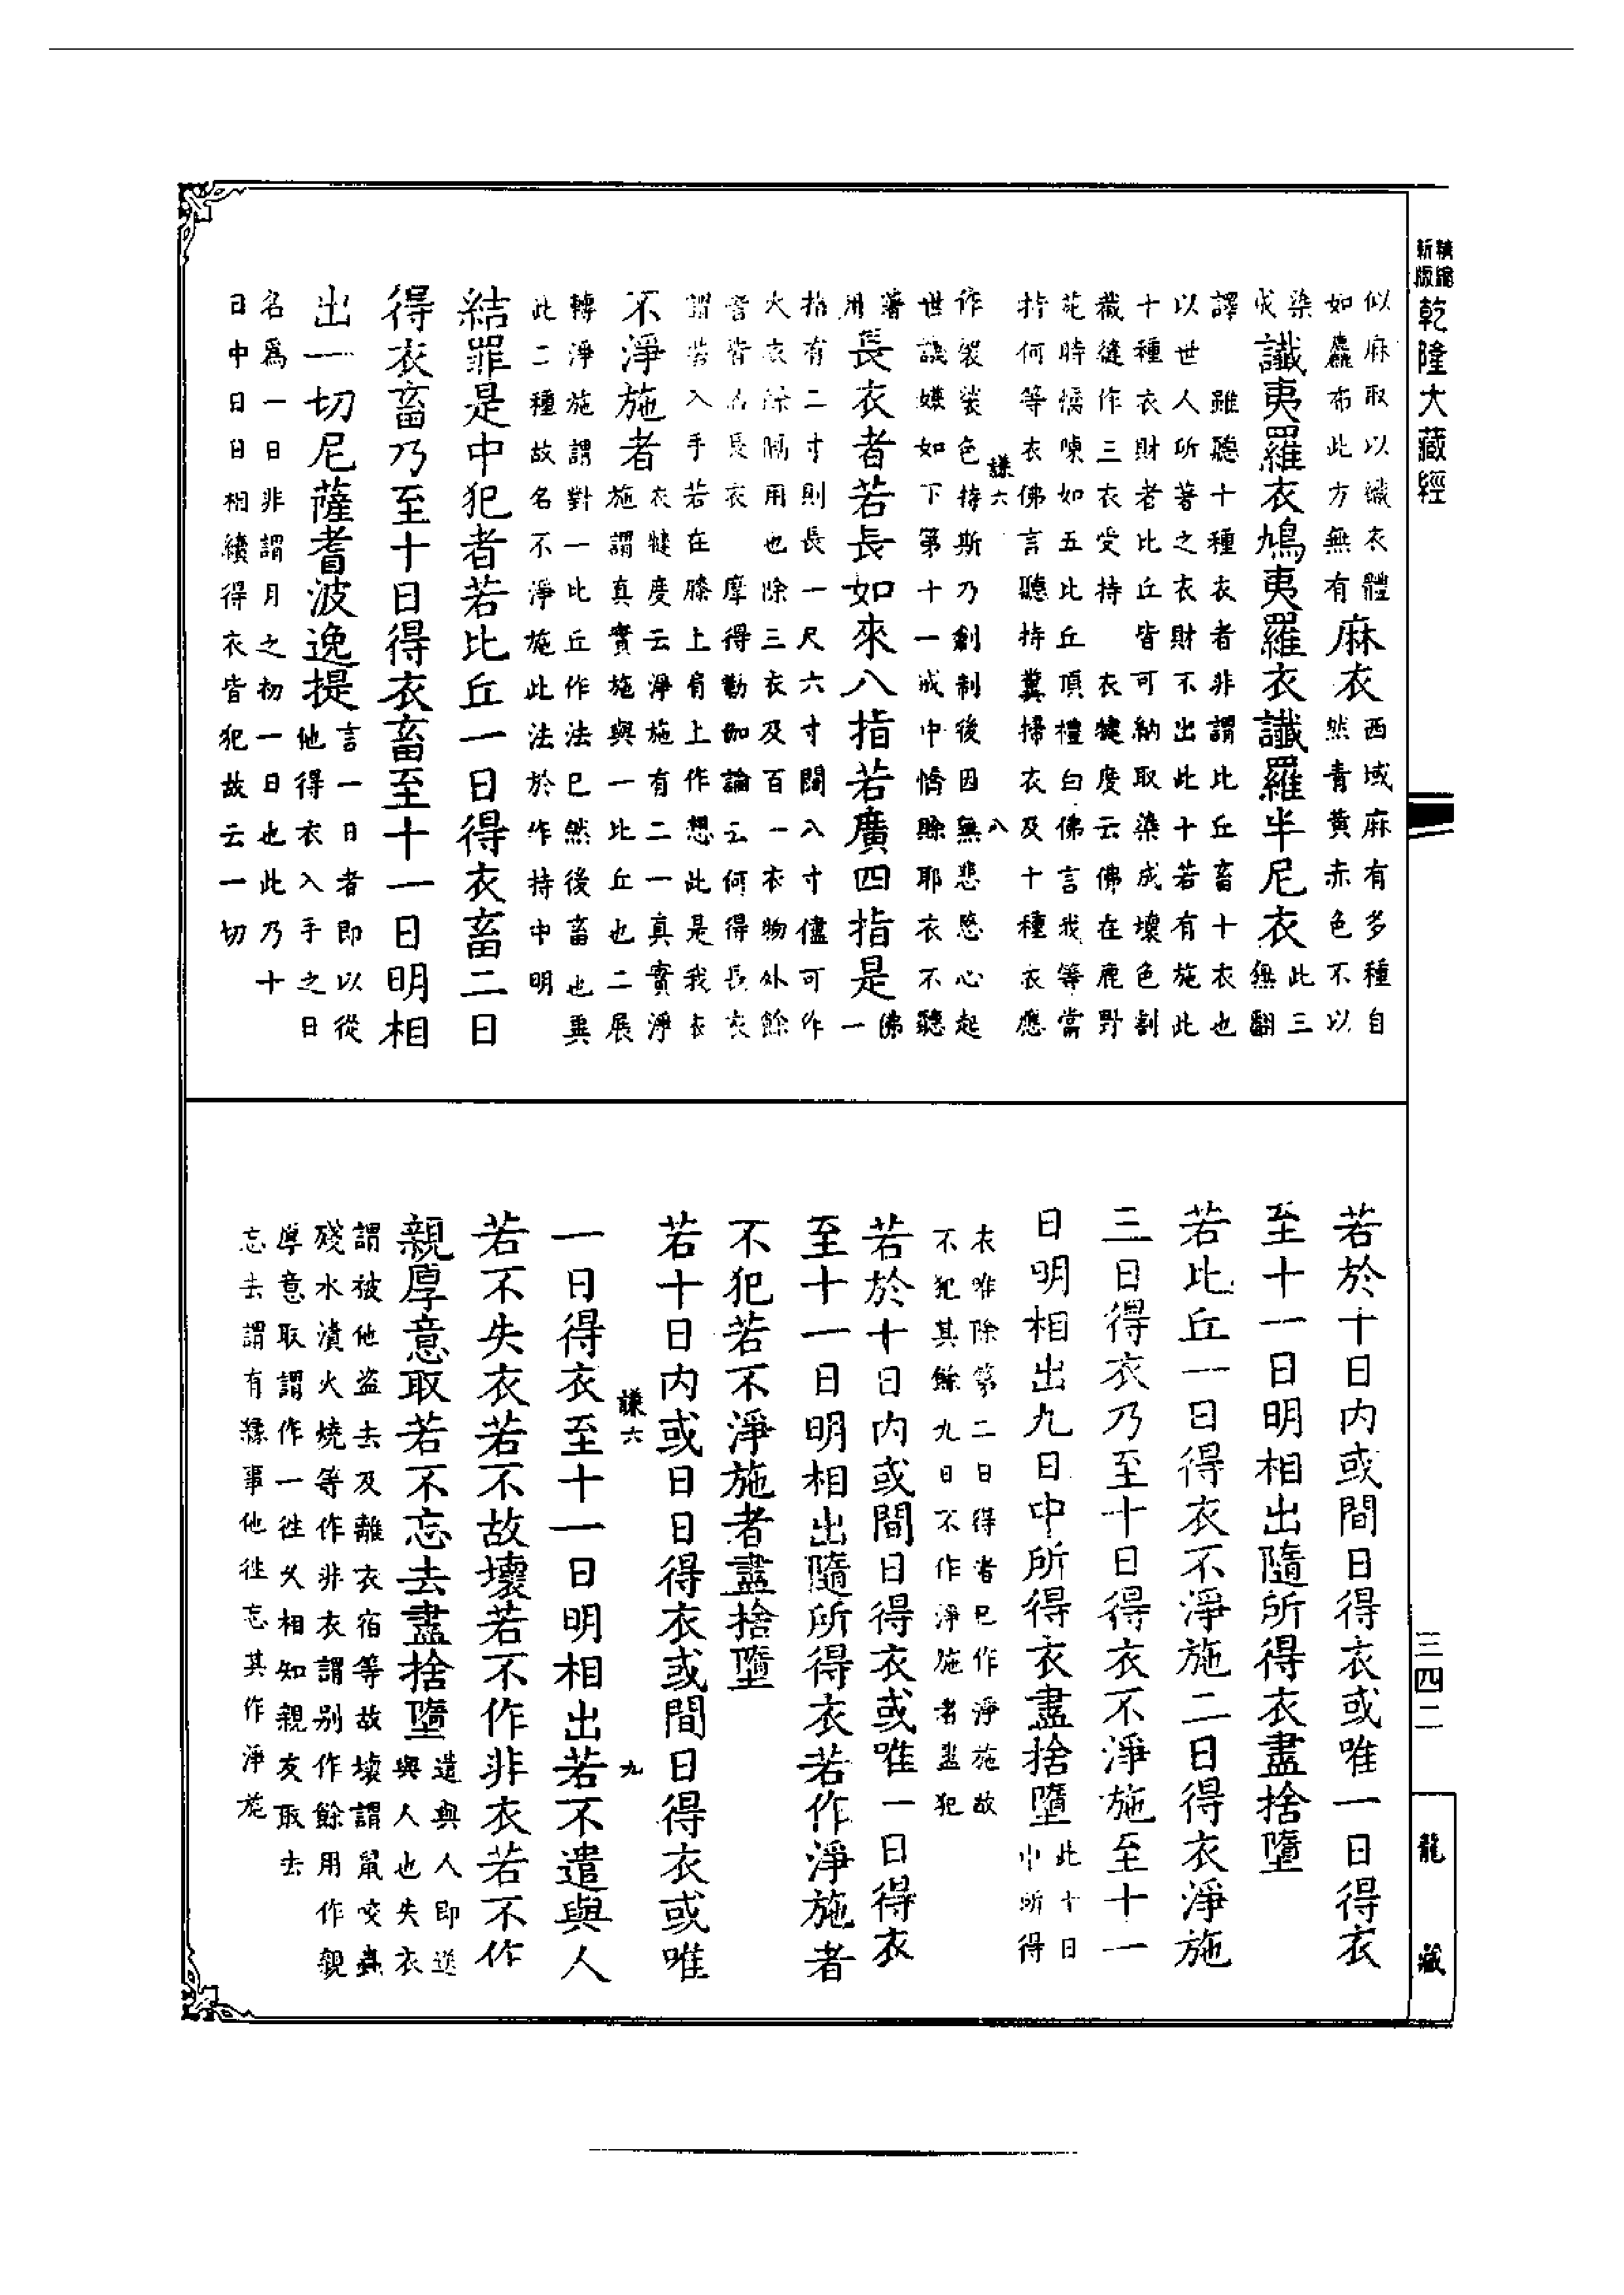 新版精縮乾隆大藏經
似麻取以織衣體
如麤布此方無有
麻衣
西域麻有多種自
然青黃赤色不以
染
成
讖夷羅衣鳩夷羅衣讖羅半尼衣
此三
無翻
譯　雖聽十種衣者非謂比丘畜十衣也
以世人所著之衣財不出此十若有施此
十種衣財者比丘皆可納取染成壞色割
截縫作三衣受持　衣犍度云佛在鹿野
苑時憍陳如五比丘頂禮白佛言我等當
持何等衣佛言聽持糞掃衣及十種衣應
謙六　八
作袈裟色持斯乃創制後因無悲愍心起
世譏嫌如下第十一戒中憍賒耶衣不聽
著
用
長衣者若長如來八指若廣四指是
佛
一
指有二寸則長一尺六寸闊八寸儘可作
大衣餘隔用也除三衣及百一衣物外餘
者皆名長衣　摩得勒伽論云何得長衣
謂若入手若在膝上肩上作想此是我衣
不淨施者
衣犍度云淨施有二一真實淨
施謂真實施與一比丘也二展
轉淨施謂對一比丘作法已然後畜也無
此二種故名不淨施此法於作持中明
結罪是中犯者若比丘一日得衣畜二日
得衣畜乃至十日得衣畜至十一日明相
出一切尼薩耆波逸提
言一日者即以從
他得衣入手之日
名爲一日非謂月之初一日也此乃十
日中日日相續得衣皆犯故云一切
三四二
龍藏
若於十日内或間日得衣或唯一日得衣
至十一日明相出隨所得衣盡捨墮
若比丘一日得衣不淨施二日得衣淨施
三日得衣乃至十日得衣不淨施至十一
日明相出九日中所得衣盡捨墮
此十日
中所得
衣唯除第二日得者已作淨施故
不犯其餘九日不作淨施者盡犯
若於十日内或間日得衣或唯一日得衣
至十一日明相出隨所得衣若作淨施者
不犯若不淨施者盡捨墮
若十日内或日日得衣或間日得衣或唯
謙六　九
一日得衣至十一日明相出若不遣與人
若不失衣若不故壞若不作非衣若不作
親厚意取若不忘去盡捨墮
遣與人即送
與人也失衣
謂被他盜去及離衣宿等故壞謂鼠咬蟲
殘水漬火燒等作非衣謂别作餘用作親
厚意取謂作一往久相知親友取去
忘去謂有緣事他往忘其作淨施